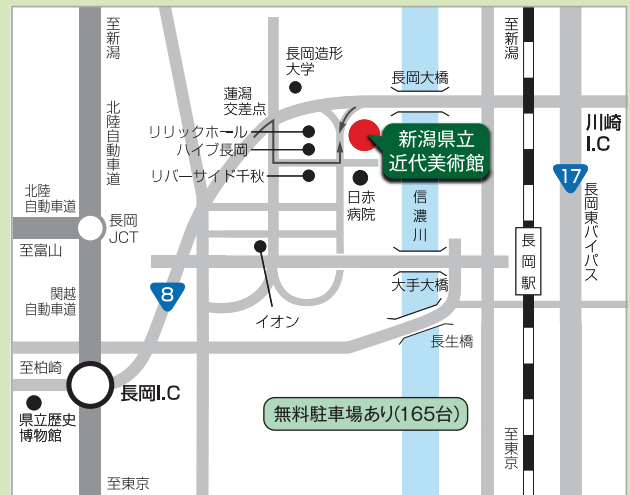 至新潟
北陸自動車道
北陸
自動車道
至富山
関越
自動車道
至柏崎
県立歴史
博物館
長岡
JCT
8
長岡I.C
至東京
長岡造形
大学
蓮潟
交差点
リリックホール
ハイブ長岡
リバーサイド千秋
イオン
日赤
病院
新潟県立
近代美術館
長岡大橋
信濃川
大手大橋
長生橋
無料駐車場あり(165台)
至新潟
長岡駅
至東京
川崎
I.C
17
長岡東バイパス